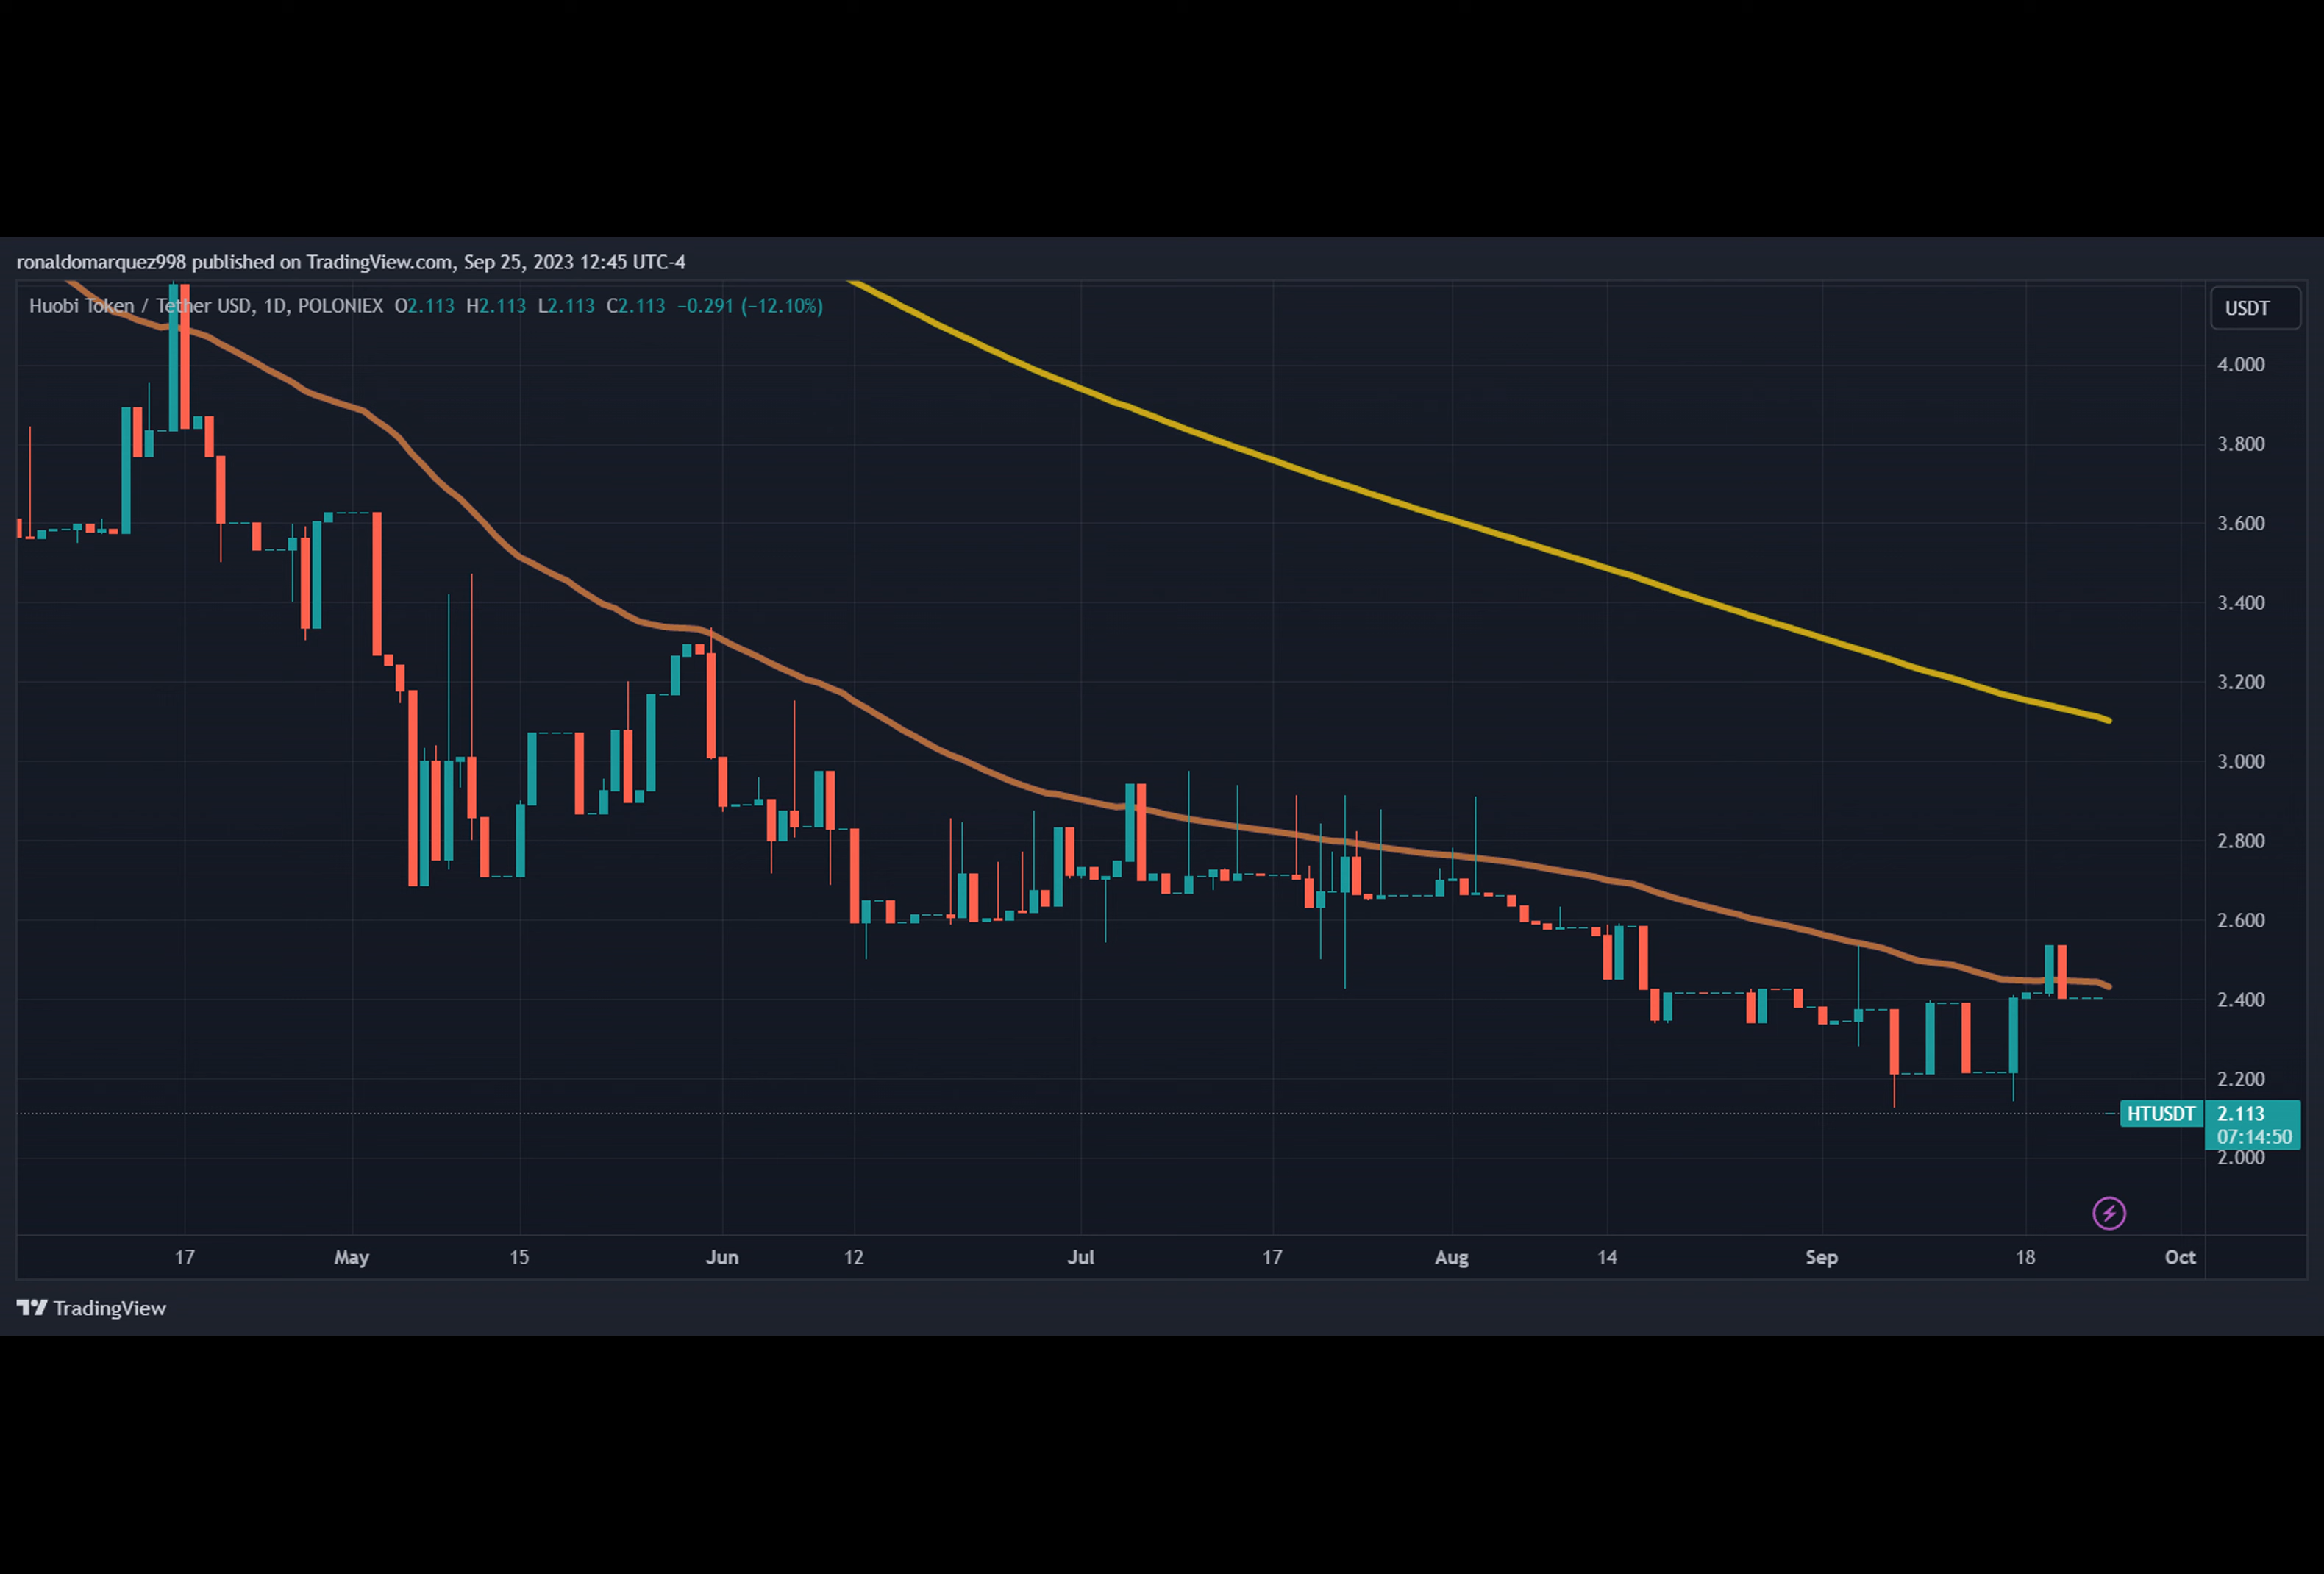 ronaldomarquez998 published on TradingView.com, Sep 25, 2023 12:45 UTC-4
Huobi Token / Tether USD, 1D, POLONIEX O2.113 H2.113 L2.113 C2.113 −0.291 (−12.10%)
USDT
4.000
3.800
3.600
3.400
3.200
3.000
2.800
2.600
2.400
2.200
HTUSDT 2.113
07:14:50
2.000
17 May 15 Jun 12 Jul 17 Aug 14 Sep 18 Oct
TradingView